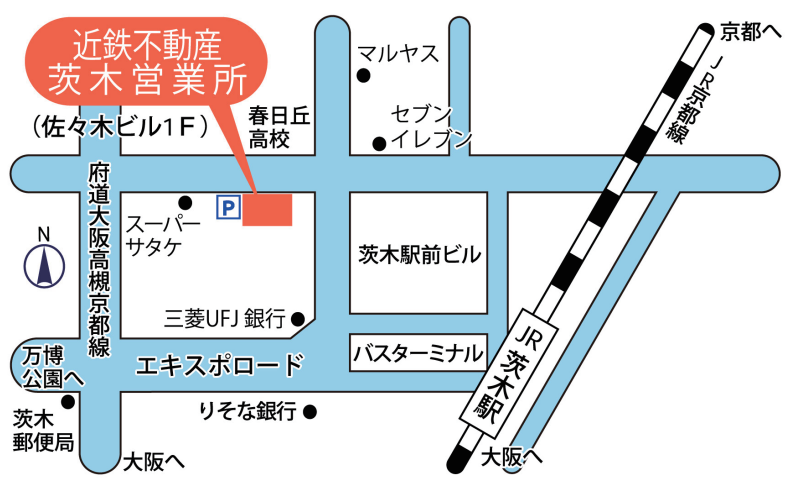 近鉄不動産
茨木営業所
(佐々木ビル1F)
春日丘
高校
マルヤス
セブン
イレブン
京都へ
JR京都線
府道大阪高槻京都線
スーパー
サタケ
P
N
茨木駅前ビル
三菱UFJ銀行
バスターミナル
JR茨木駅
万博
公園へ
エキスポロード
茨木
郵便局
りそな銀行
大阪へ
大阪へ